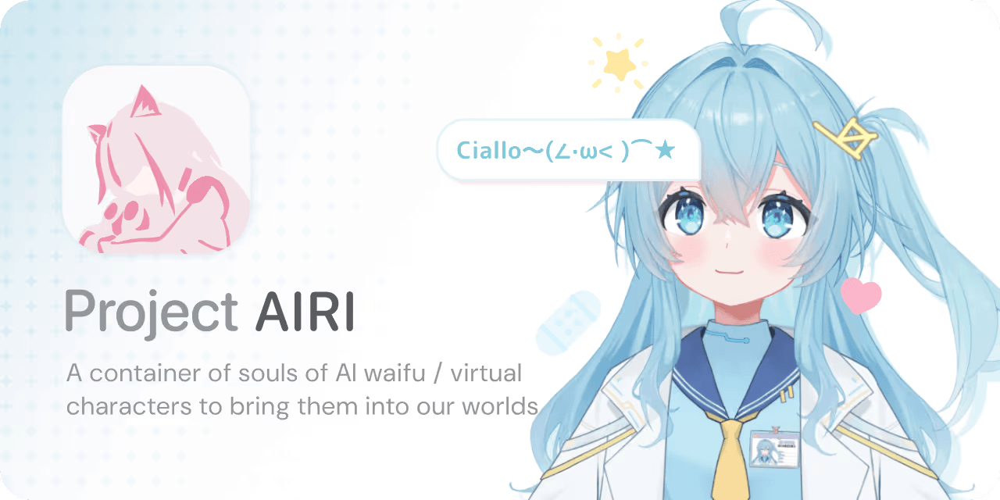 Ciallo～(∠・ω< )⌒★
Project AIRI
A container of souls of AI waifu / virtual
characters to bring them into our worlds